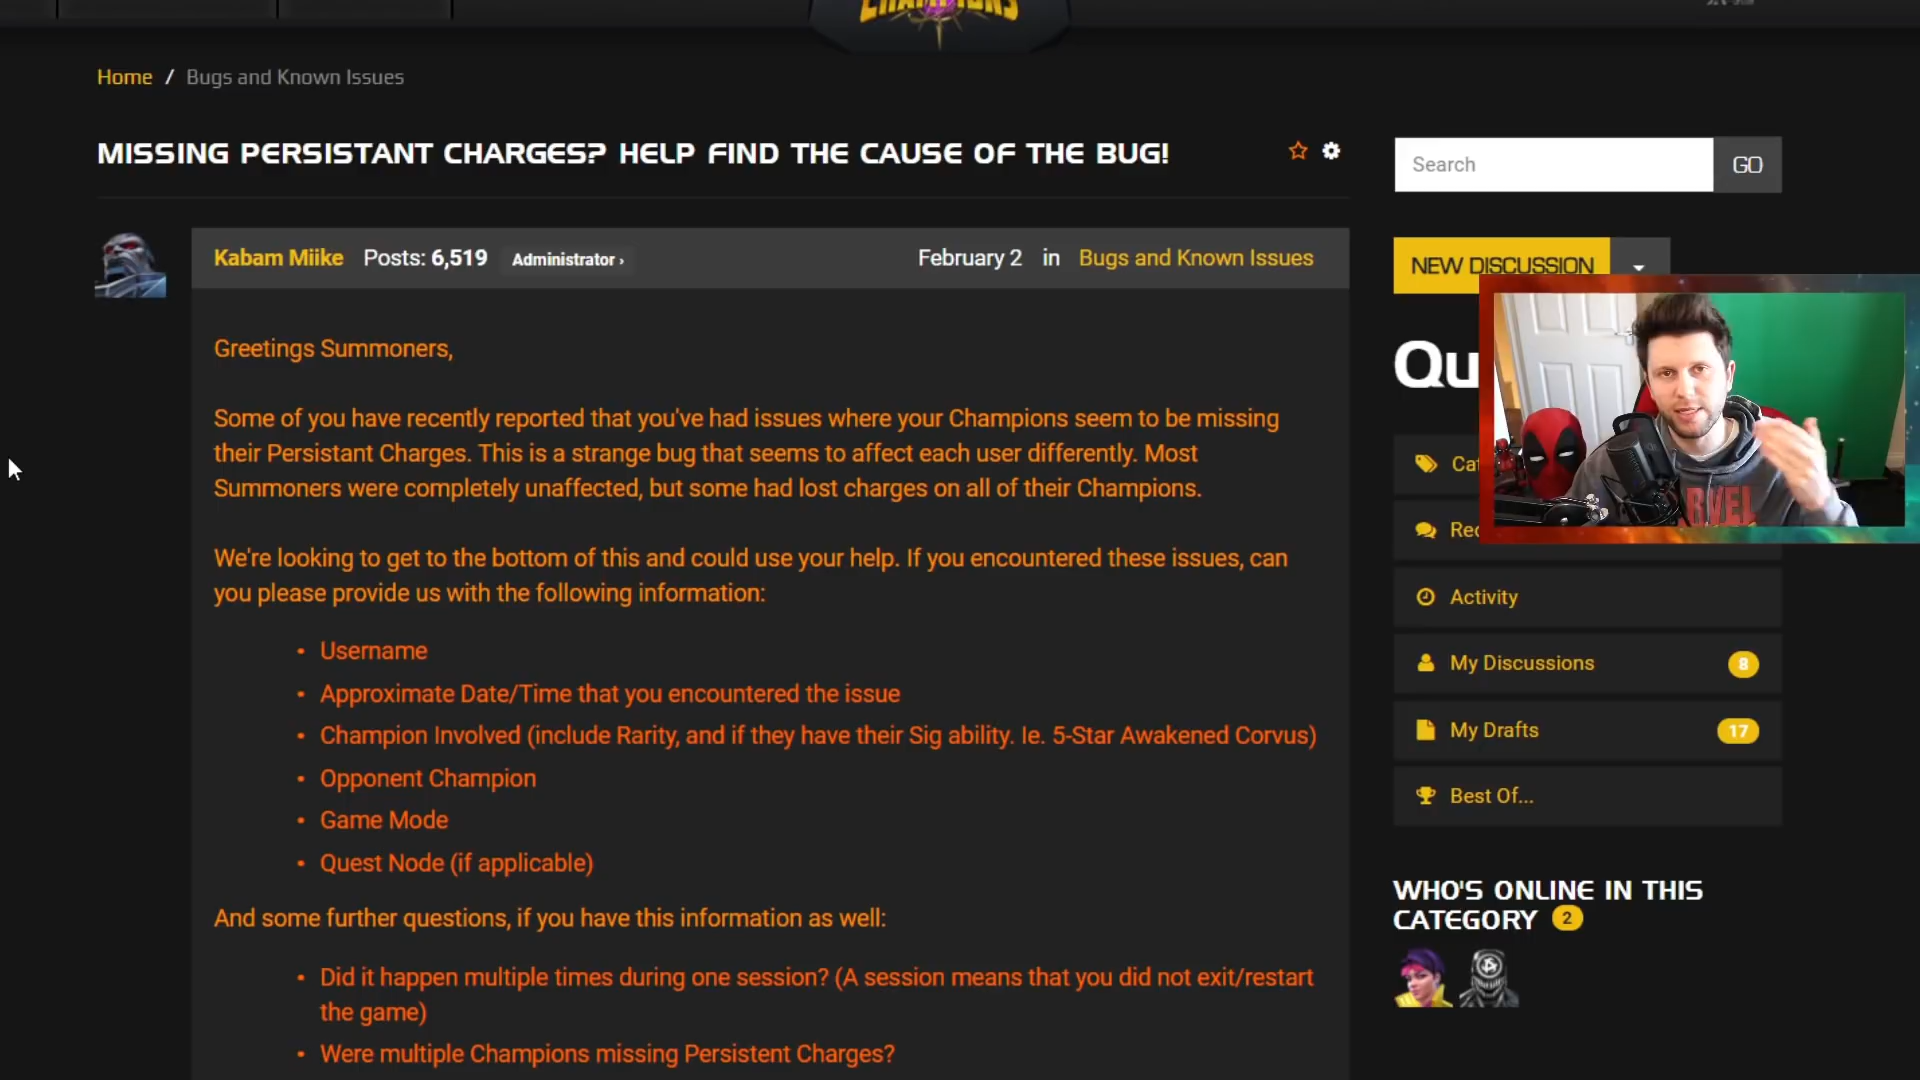 CHAMPIONS
Home / Bugs and Known Issues
MISSING PERSISTANT CHARGES? HELP FIND THE CAUSE OF THE BUG!
Kabam Miike Posts: 6,519 Administrator › February 2 in Bugs and Known Issues
Greetings Summoners,
Some of you have recently reported that you've had issues where your Champions seem to be missing
their Persistant Charges. This is a strange bug that seems to affect each user differently. Most
Summoners were completely unaffected, but some had lost charges on all of their Champions.
We're looking to get to the bottom of this and could use your help. If you encountered these issues, can
you please provide us with the following information:
• Username
• Approximate Date/Time that you encountered the issue
• Champion Involved (include Rarity, and if they have their Sig ability. Ie. 5-Star Awakened Corvus)
• Opponent Champion
• Game Mode
• Quest Node (if applicable)
And some further questions, if you have this information as well:
• Did it happen multiple times during one session? (A session means that you did not exit/restart
the game)
• Were multiple Champions missing Persistent Charges?
Search GO
NEW DISCUSSION
Qu
Cat
Rec
Activity
My Discussions 8
My Drafts 17
Best Of...
WHO'S ONLINE IN THIS
CATEGORY 2